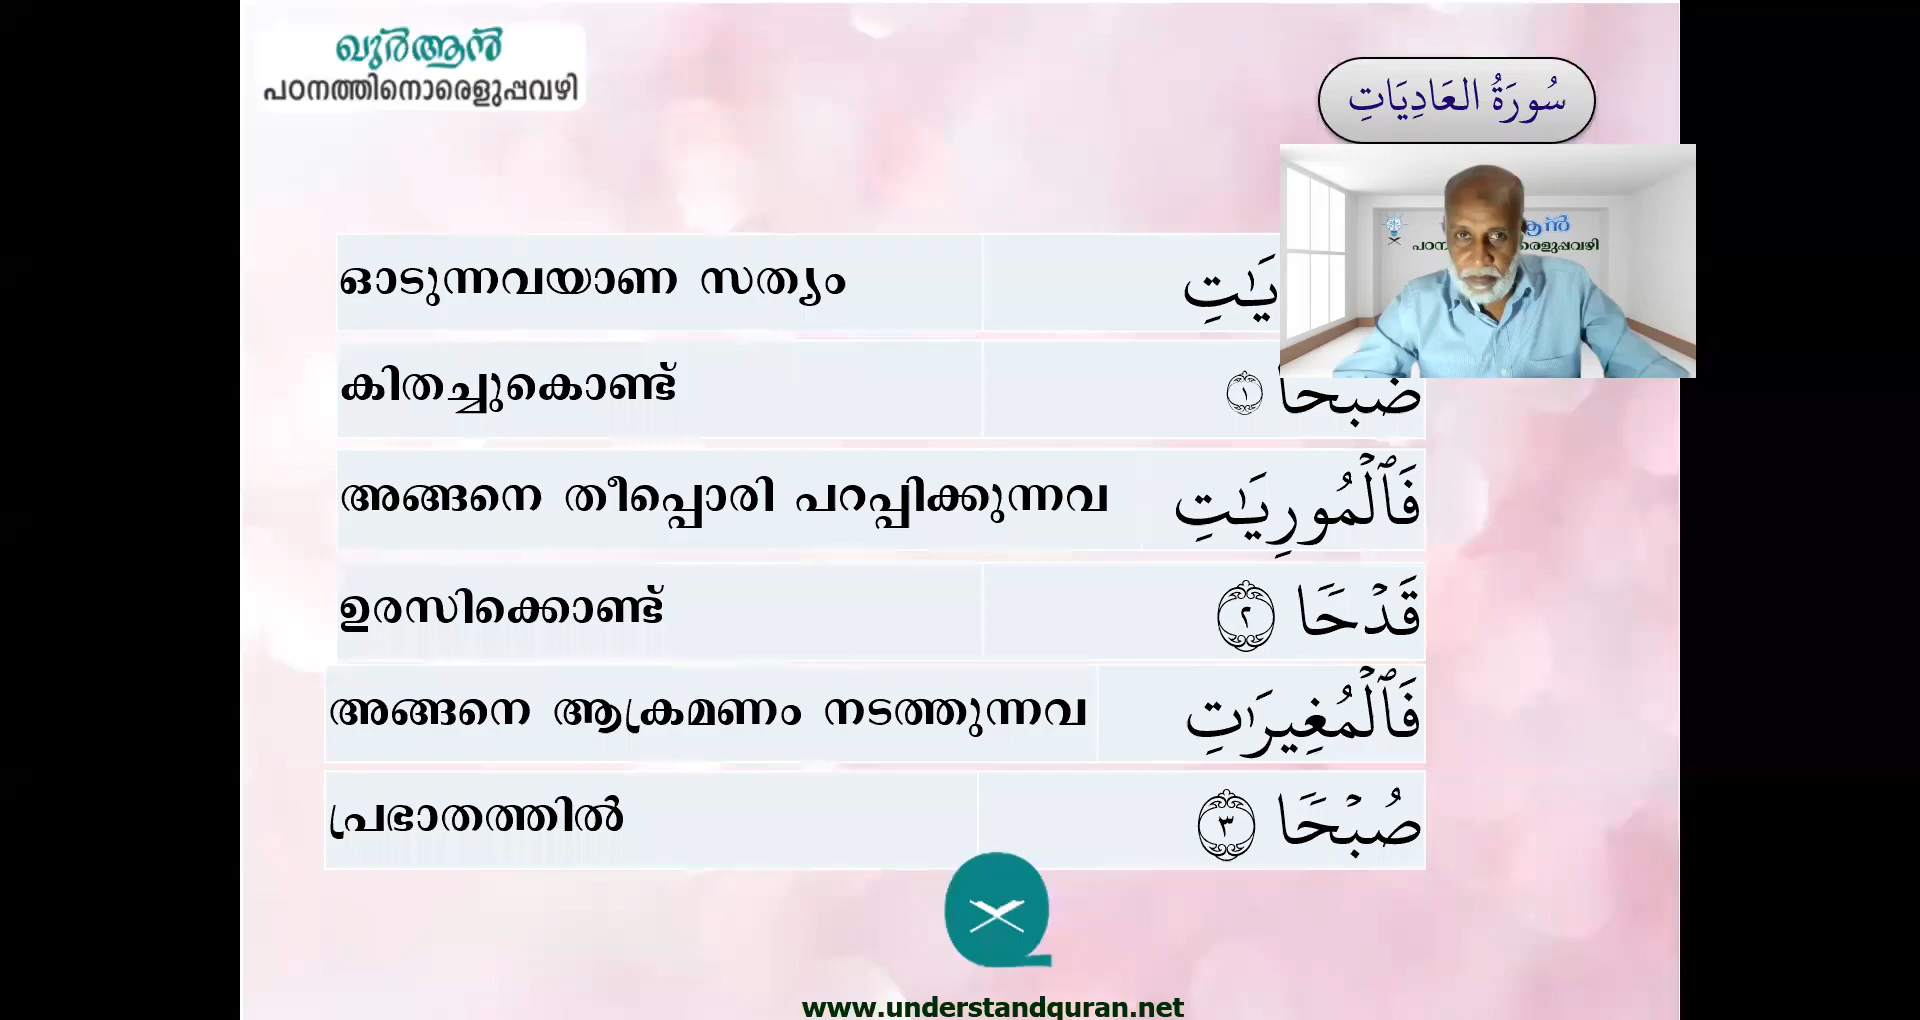 ഖുർആൻ
പഠനത്തിനൊരെളുപ്പവഴി
سُورَةُ العَادِيَاتِ
ഓടുന്നവയാണ സത്യം
കിതച്ചുകൊണ്ട്
ضَبْحًا ١
അങ്ങനെ തീപ്പൊരി പറപ്പിക്കുന്നവ فَٱلْمُورِيَٰتِ
ഉരസിക്കൊണ്ട് قَدْحًا ٢
അങ്ങനെ ആക്രമണം നടത്തുന്നവ فَٱلْمُغِيرَٰتِ
പ്രഭാതത്തിൽ صُبْحًا ٣
www.understandquran.net